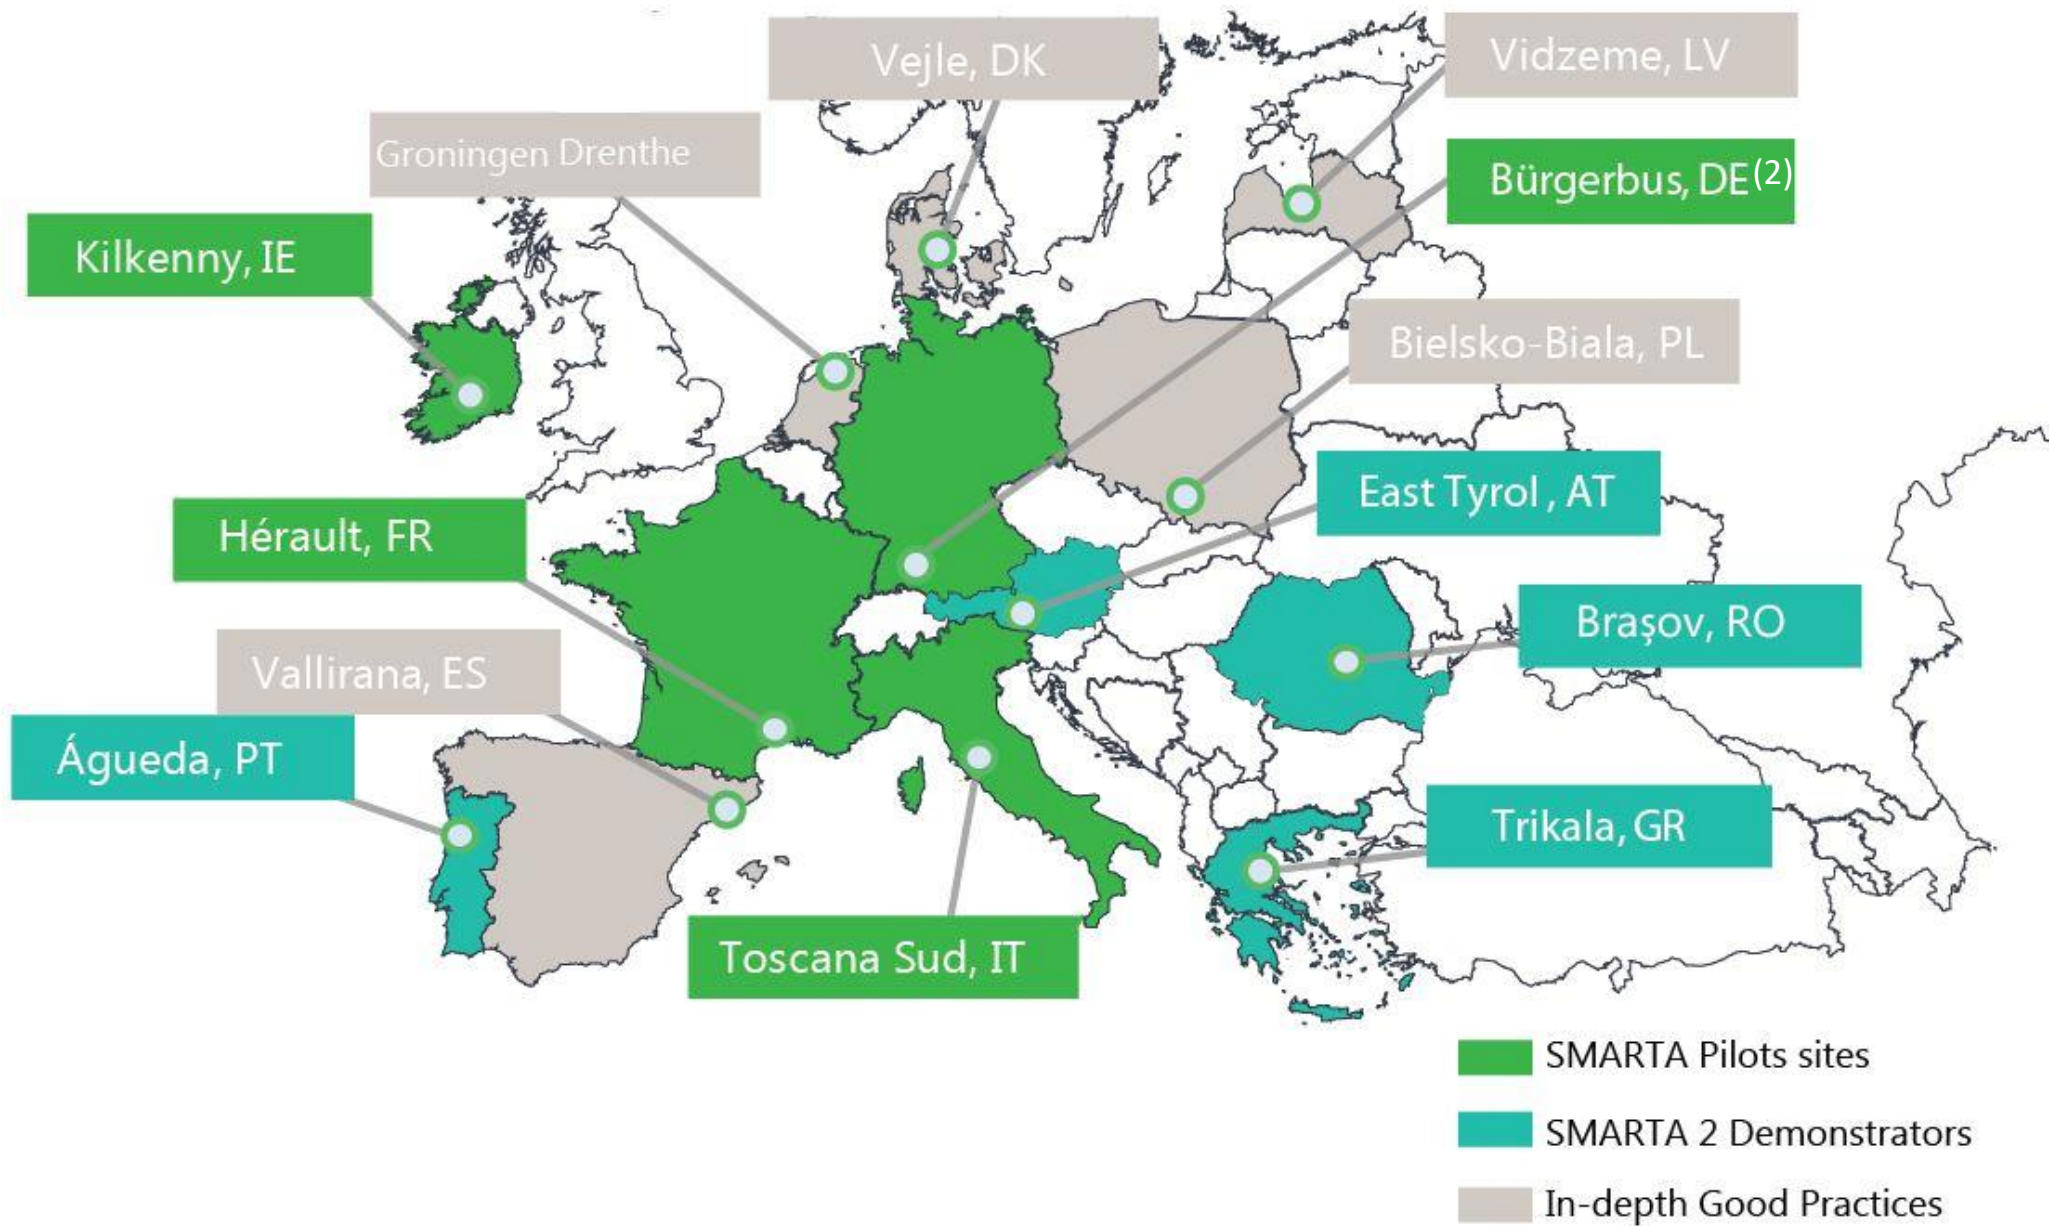 Vejle, DK
Vidzeme, LV
Groningen Drenthe
Bürgerbus, DE(2)
Kilkenny, IE
Bielsko-Biala, PL
East Tyrol , AT
Hérault, FR
Braşov, RO
Vallirana, ES
Águeda, PT
Trikala, GR
Toscana Sud, IT
SMARTA Pilots sites
SMARTA 2 Demonstrators
In-depth Good Practices